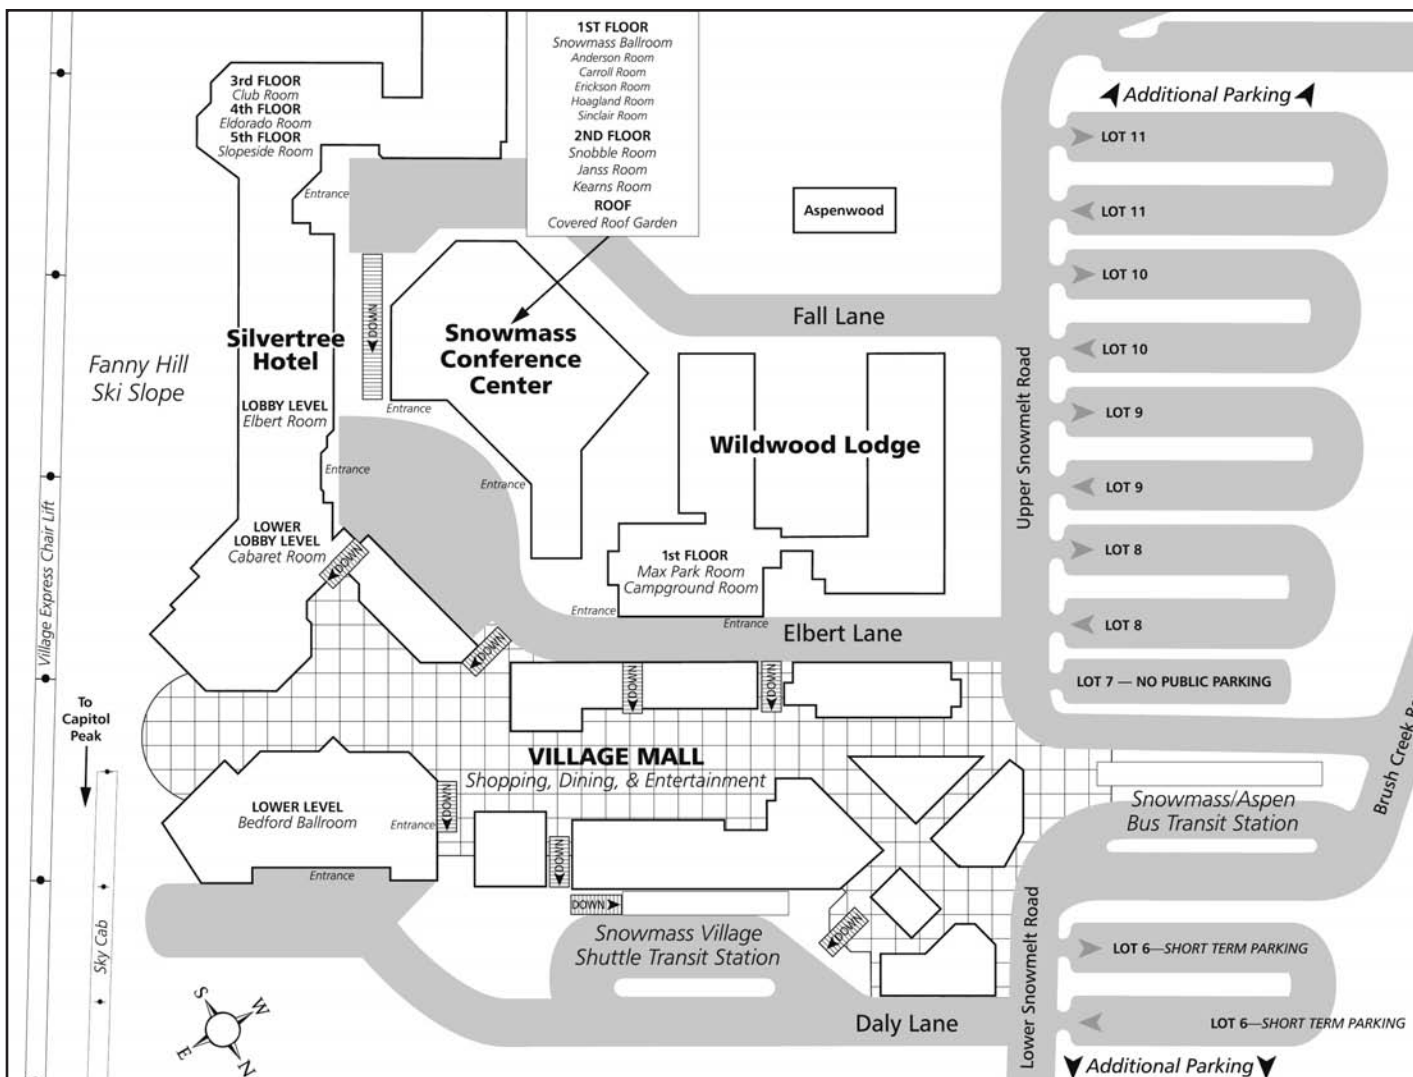 1ST FLOOR
Snowmass Ballroom
Anderson Room
Carroll Room
Erickson Room
Hoagland Room
Sinclair Room
2ND FLOOR
Snobble Room
Janss Room
Kearns Room
ROOF
Covered Roof Garden
3rd FLOOR
Club Room
4th FLOOR
Eldorado Room
5th FLOOR
Slopeside Room
Entrance
Additional Parking
LOT 11
LOT 11
LOT 10
LOT 10
LOT 9
LOT 9
LOT 8
LOT 8
LOT 7 — NO PUBLIC PARKING
Aspenwood
Fall Lane
Upper Snowmelt Road
DOWN
Silvertree
Hotel
Snowmass
Conference
Center
Fanny Hill
Ski Slope
LOBBY LEVEL
Elbert Room
Entrance
Entrance
Entrance
Wildwood Lodge
LOWER
LOBBY LEVEL
Cabaret Room
DOWN
1st FLOOR
Max Park Room
Campground Room
Entrance
Entrance
Elbert Lane
Village Express Chair Lift
DOWN
DOWN
DOWN
To
Capitol
Peak
VILLAGE MALL
Shopping, Dining, & Entertainment
Brush Creek
Snowmass/Aspen
Bus Transit Station
LOWER LEVEL
Bedford Ballroom
Entrance
DOWN
DOWN
Entrance
DOWN
DOWN
Snowmass Village
Shuttle Transit Station
Sky Cab
Lower Snowmelt Road
LOT 6—SHORT TERM PARKING
LOT 6—SHORT TERM PARKING
Daly Lane
Additional Parking
S
W
E
N